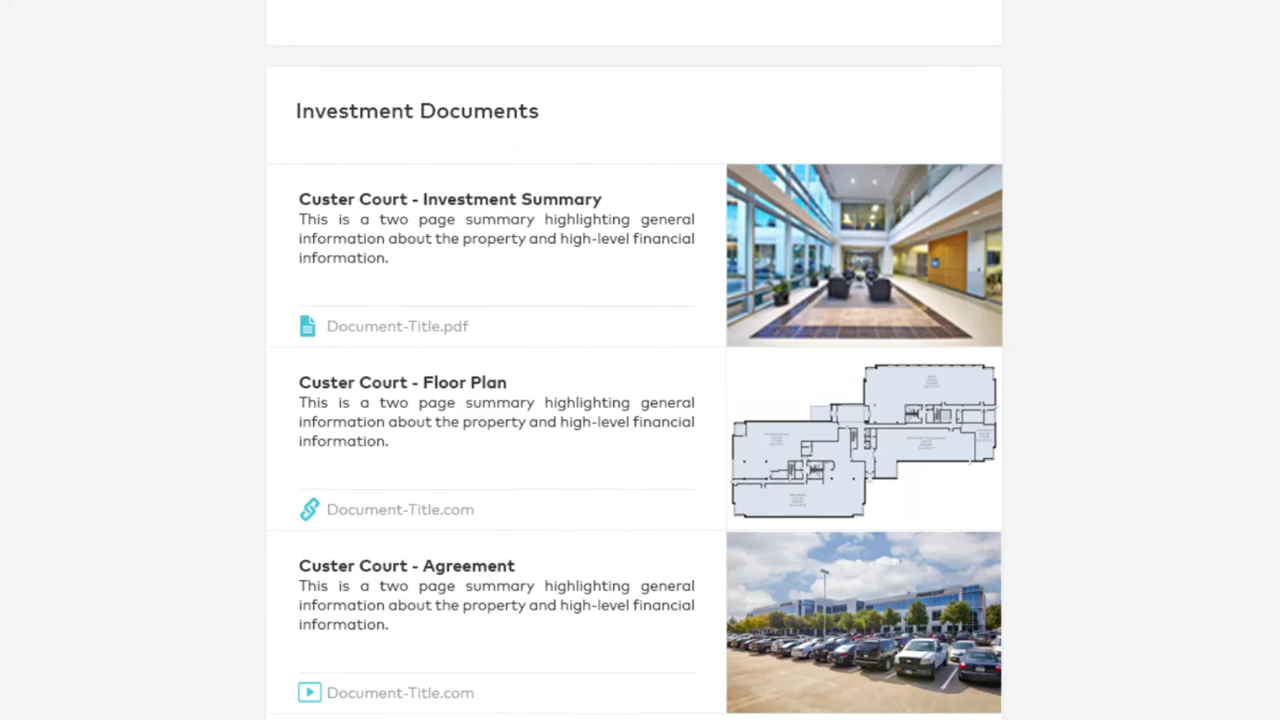 Investment Documents
Custer Court - Investment Summary
This is a two page summary highlighting general
information about the property and high-level financial
information.
Document-Title.pdf
Custer Court - Floor Plan
This is a two page summary highlighting general
information about the property and high-level financial
information.
Document-Title.com
Custer Court - Agreement
This is a two page summary highlighting general
information about the property and high-level financial
information.
Document-Title.com